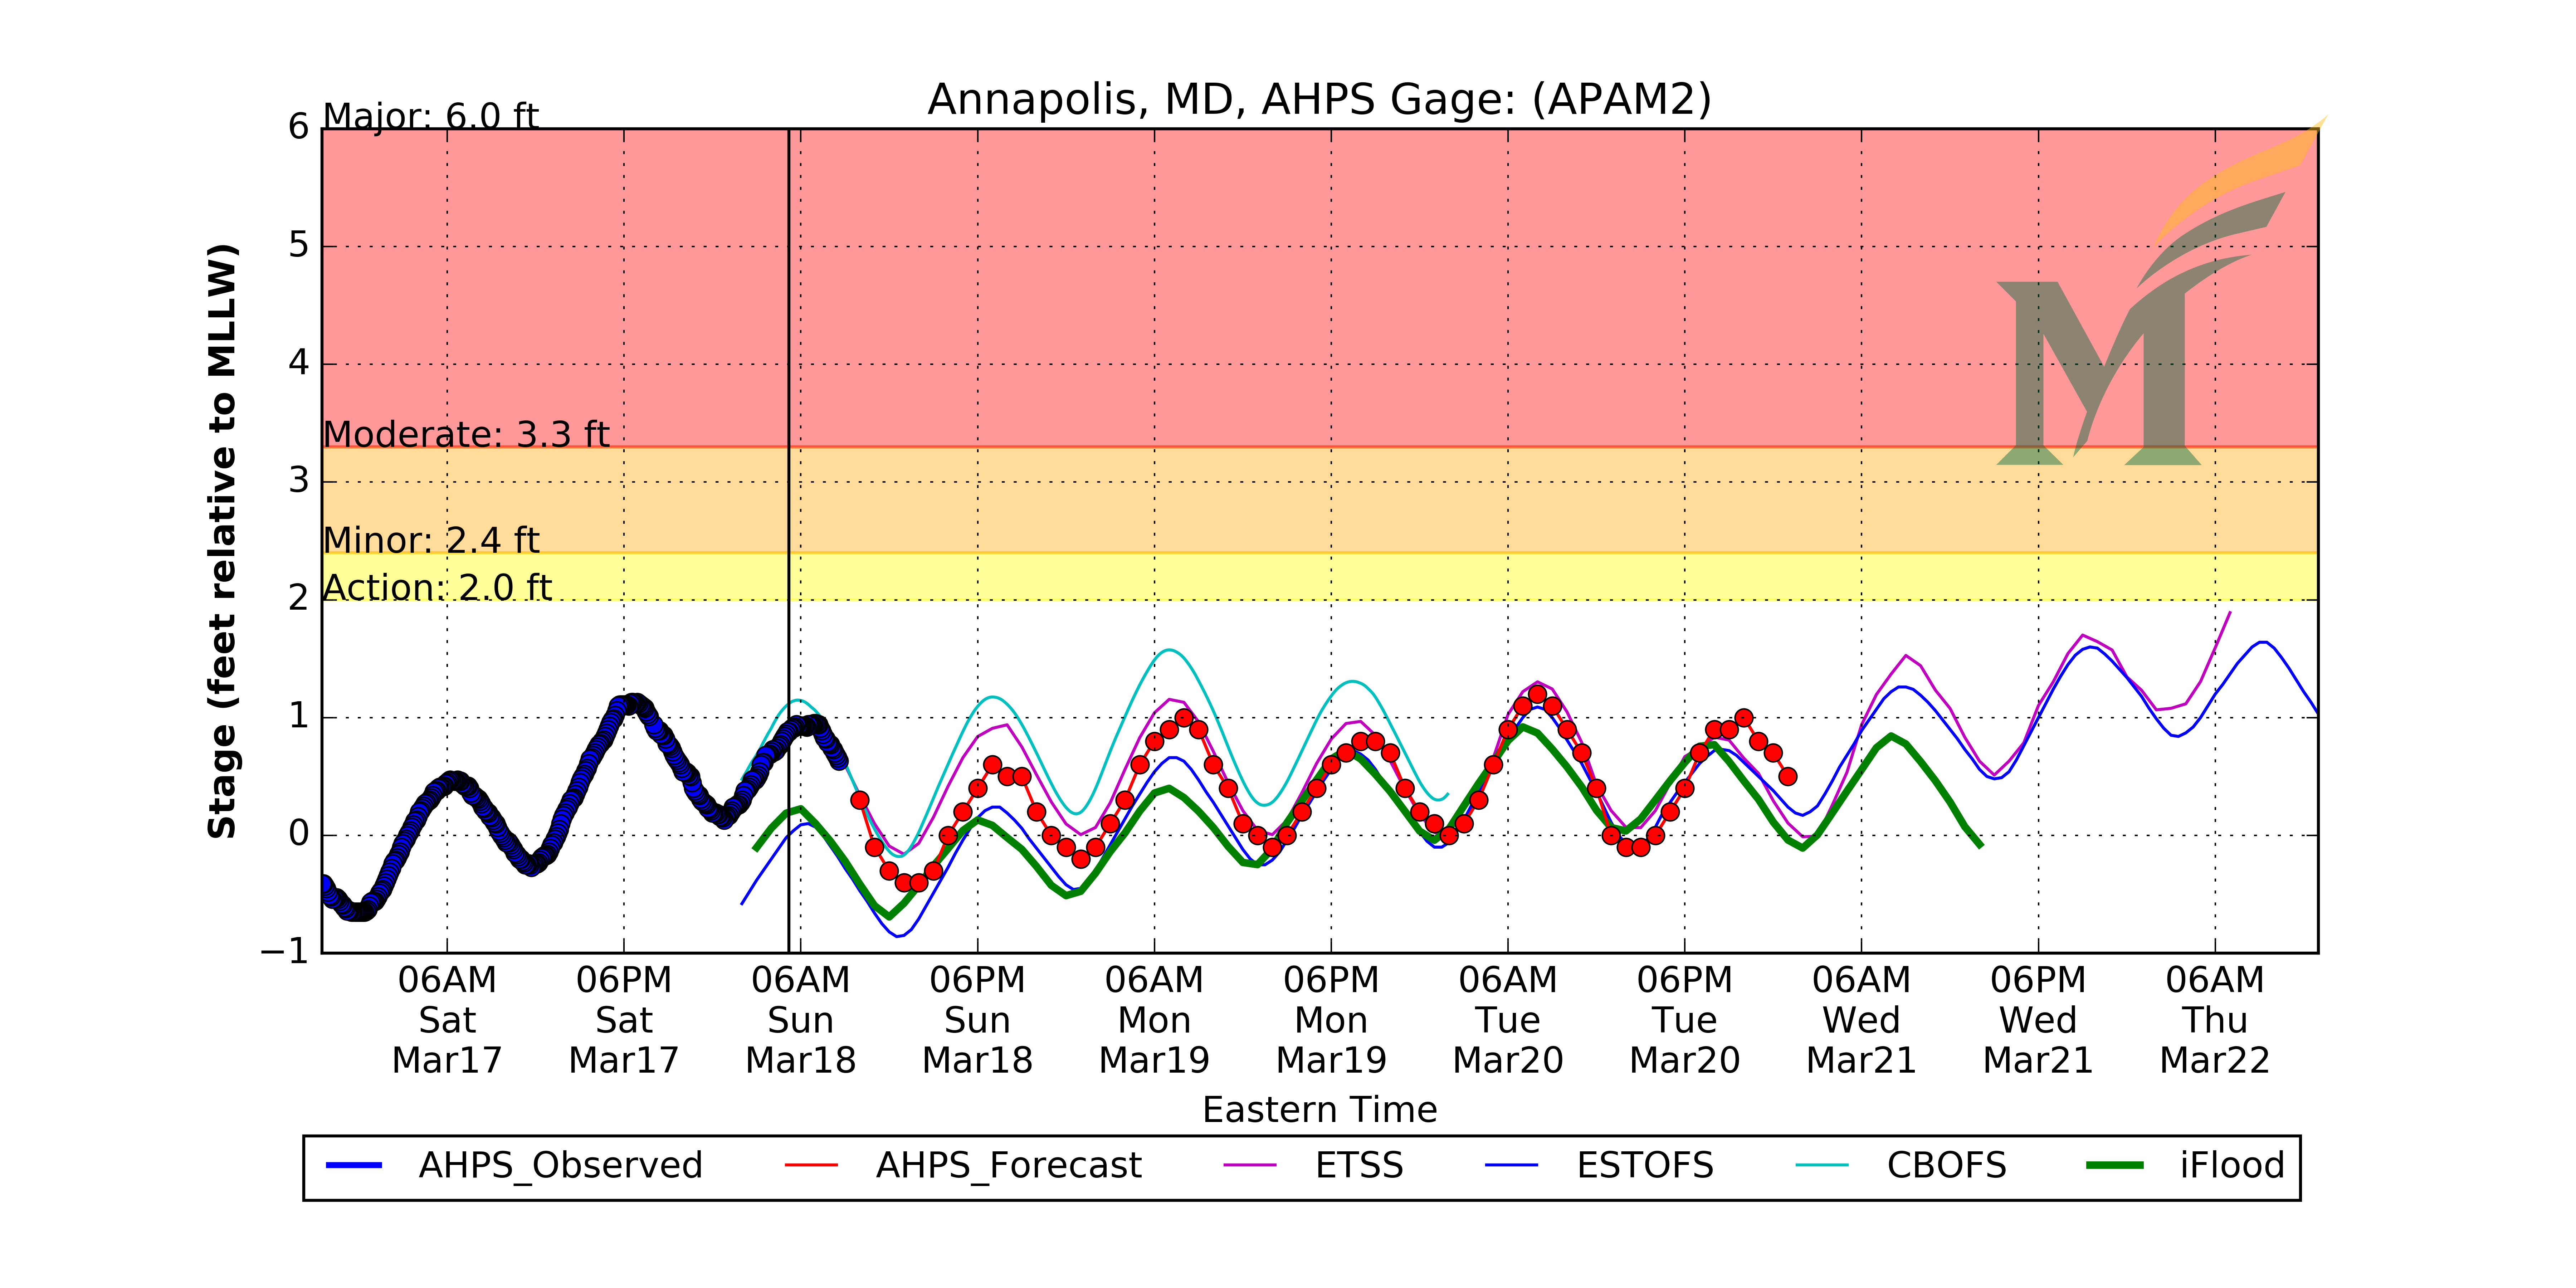 Annapolis, MD, AHPS Gage: (APAM2)
Stage (feet relative to MLLW)
6
5
4
3
2
1
0
−1
Major: 6.0 ft
Moderate: 3.3 ft
Minor: 2.4 ft
Action: 2.0 ft
M
06AM 06PM 06AM 06PM 06AM 06PM 06AM 06PM 06AM 06PM 06AM
Sat Sat Sun Sun Mon Mon Tue Tue Wed Wed Thu
Mar17 Mar17 Mar18 Mar18 Mar19 Mar19 Mar20 Mar20 Mar21 Mar21 Mar22
Eastern Time
AHPS_Observed AHPS_Forecast ETSS ESTOFS CBOFS iFlood